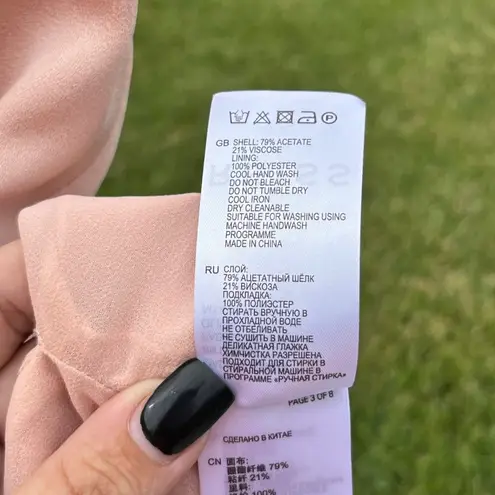 GB SHELL: 79% ACETATE
21% VISCOSE
LINING:
100% POLYESTER
COOL HAND WASH
DO NOT BLEACH
DO NOT TUMBLE DRY
COOL IRON
DRY CLEANABLE
SUITABLE FOR WASHING USING
MACHINE HANDWASH
PROGRAMME
MADE IN CHINA
RU СЛОЙ:
79% АЦЕТАТНЫЙ ШЁЛК
21% ВИСКОЗА
ПОДКЛАДКА:
100% ПОЛИЭСТЕР
СТИРАТЬ ВРУЧНУЮ В
ПРОХЛАДНОЙ ВОДЕ
НЕ ОТБЕЛИВАТЬ
НЕ СУШИТЬ В МАШИНЕ
ДЕЛИКАТНАЯ ГЛАЖКА
ХИМЧИСТКА РАЗРЕШЕНА
ПОДХОДИТ ДЛЯ СТИРКИ В
СТИРАЛЬНОЙ МАШИНЕ В
ПРОГРАММЕ «РУЧНАЯ СТИРКА»
PAGE 3 OF 8
СДЕЛАНО В КИТАЕ
CN 面布:
醋酯纤维 79%
粘纤 21%
里料:
100%